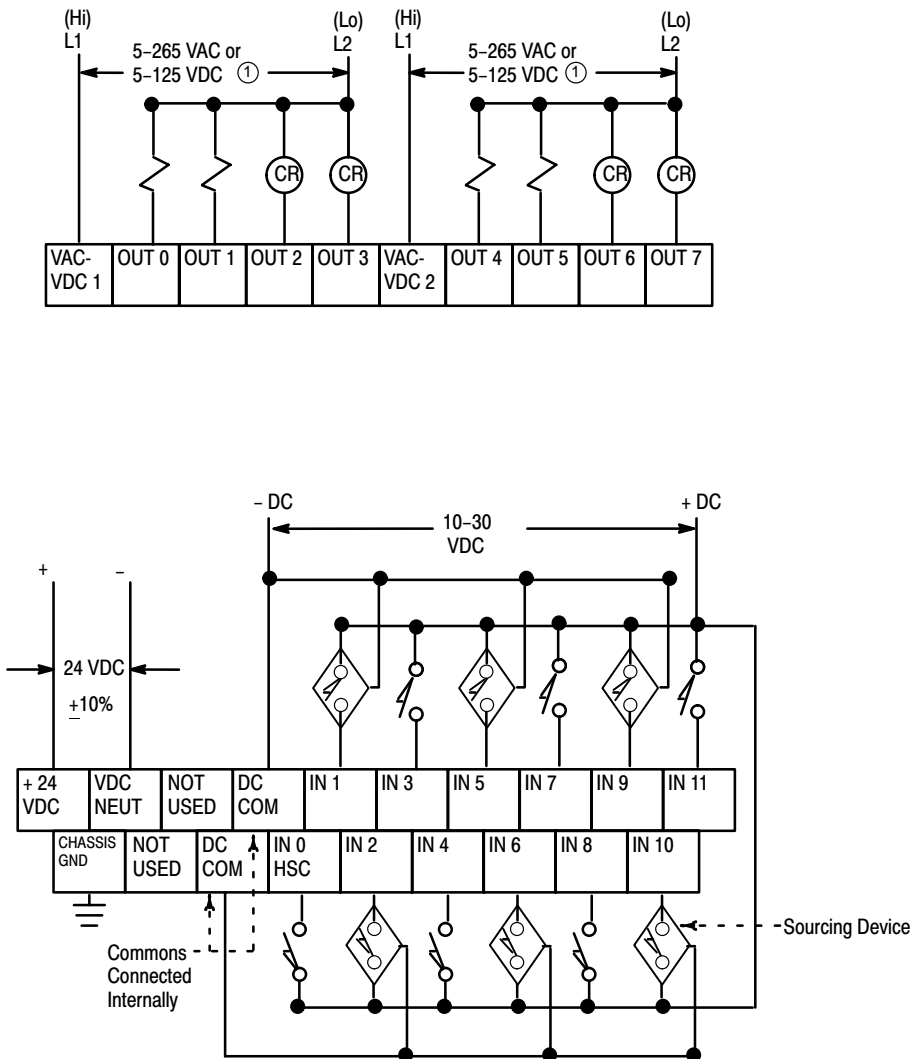 (Hi)
L1
(Lo)
L2
(Hi)
L1
(Lo)
L2
5–265 VAC or
5–125 VDC ①
5–265 VAC or
5–125 VDC ①
CR
CR
CR
CR
VAC-
VDC 1
OUT 0
OUT 1
OUT 2
OUT 3
VAC-
VDC 2
OUT 4
OUT 5
OUT 6
OUT 7
– DC
+ DC
10–30
VDC
+
–
24 VDC
±10%
+ 24
VDC
VDC
NEUT
NOT
USED
DC
COM
IN 1
IN 3
IN 5
IN 7
IN 9
IN 11
CHASSIS
GND
NOT
USED
DC
COM
IN 0
HSC
IN 2
IN 4
IN 6
IN 8
IN 10
Sourcing Device
Commons
Connected
Internally